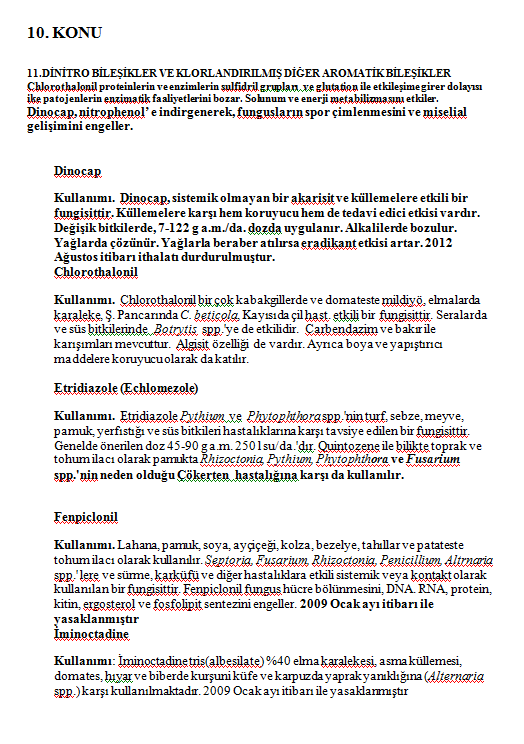 10. KONU
11.DİNİTRO BİLEŞİKLER VE KLORLANDIRILMIŞ DİĞER AROMATİK BİLEŞİKLER
Chlorothalonil proteinlerin ve enzimlerin sulfidril grupları ve glutation ile etkileşime girer dolayısı
ike patojenlerin enzimatik faaliyetlerini bozar. Solunum ve enerji metabilizmasını etkiler.
Dinocap, nitrophenol’ e indirgenerek, fungusların spor çimlenmesini ve miselial
gelişimini engeller.
Dinocap
Kullanımı. Dinocap, sistemik olmayan bir akarisit ve küllemelere etkili bir
fungisittir. Küllemelere karşı hem koruyucu hem de tedavi edici etkisi vardır.
Değişik bitkilerde, 7-122 g a.m./da. dozda uygulanır. Alkalilerde bozulur.
Yağlarda çözünür. Yağlarla beraber atılırsa eradikant etkisi artar. 2012
Ağustos itibarı ithalatı durdurulmuştur.
Chlorothalonil
Kullanımı. Chlorothalonil bir çok kabakgillerde ve domateste mildiyö, elmalarda
karaleke, Ş. Pancarında C. beticola, Kayısıda çil hast. etkili bir fungisittir. Seralarda
ve süs bitkilerinde Botrytis spp.'ye de etkilidir. Carbendazim ve bakır ile
karışımları mevcuttur. Algisit özelliği de vardır. Ayrıca boya ve yapıştırıcı
maddelere koruyucu olarak da katılır.
Etridiazole (Echlomezole)
Kullanımı. Etridiazole Pythium ve Phytophthora spp.'nin turf, sebze, meyve,
pamuk, yerfıstığı ve süs bitkileri hastalıklarına karşı tavsiye edilen bir fungisittir.
Genelde önerilen doz 45-90 g a.m. 250 l su/da.'dır. Quintozene ile bilikte toprak ve
tohum ilacı olarak pamukta Rhizoctonia, Pythium, Phytophthora ve Fusarium
spp.'nin neden olduğu Çökerten hastalığına karşı da kullanılır.
Fenpiclonil
Kullanımı. Lahana, pamuk, soya, ayçiçeği, kolza, bezelye, tahıllar ve patateste
tohum ilacı olarak kullanılır. Septoria, Fusarium, Rhizoctonia, Penicillium, Altrnaria
spp.' lere ve sürme, karküfü ve diğer hastalıklara etkili sistemik veya kontakt olarak
kullanılan bir fungisittir. Fenpiclonil fungus hücre bölünmesini, DNA. RNA, protein,
kitin, ergosterol ve fosfolipit sentezini engeller. 2009 Ocak ayı itibarı ile
yasaklanmıştır
İminoctadine
Kullanımı: İminoctadine tris(albesilate) %40 elma karalekesi, asma küllemesi,
domates, hıyar ve biberde kurşuni küfe ve karpuzda yaprak yanıklığına (Alternaria
spp.) karşı kullanılmaktadır. 2009 Ocak ayı itibarı ile yasaklanmıştır